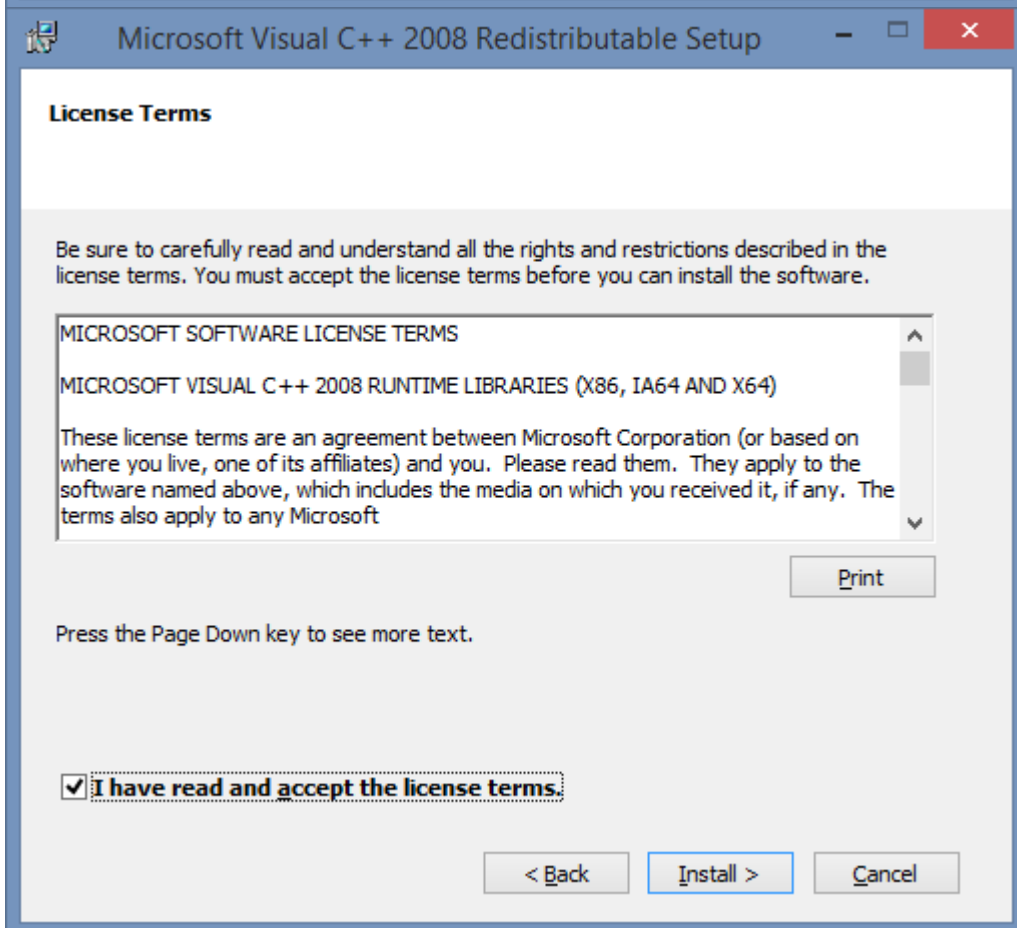 Microsoft Visual C++ 2008 Redistributable Setup
License Terms
Be sure to carefully read and understand all the rights and restrictions described in the
license terms. You must accept the license terms before you can install the software.
MICROSOFT SOFTWARE LICENSE TERMS
MICROSOFT VISUAL C++ 2008 RUNTIME LIBRARIES (X86, IA64 AND X64)
These license terms are an agreement between Microsoft Corporation (or based on
where you live, one of its affiliates) and you.  Please read them.  They apply to the
software named above, which includes the media on which you received it, if any.  The
terms also apply to any Microsoft
Print
Press the Page Down key to see more text.
I have read and accept the license terms.
< Back
Install >
Cancel